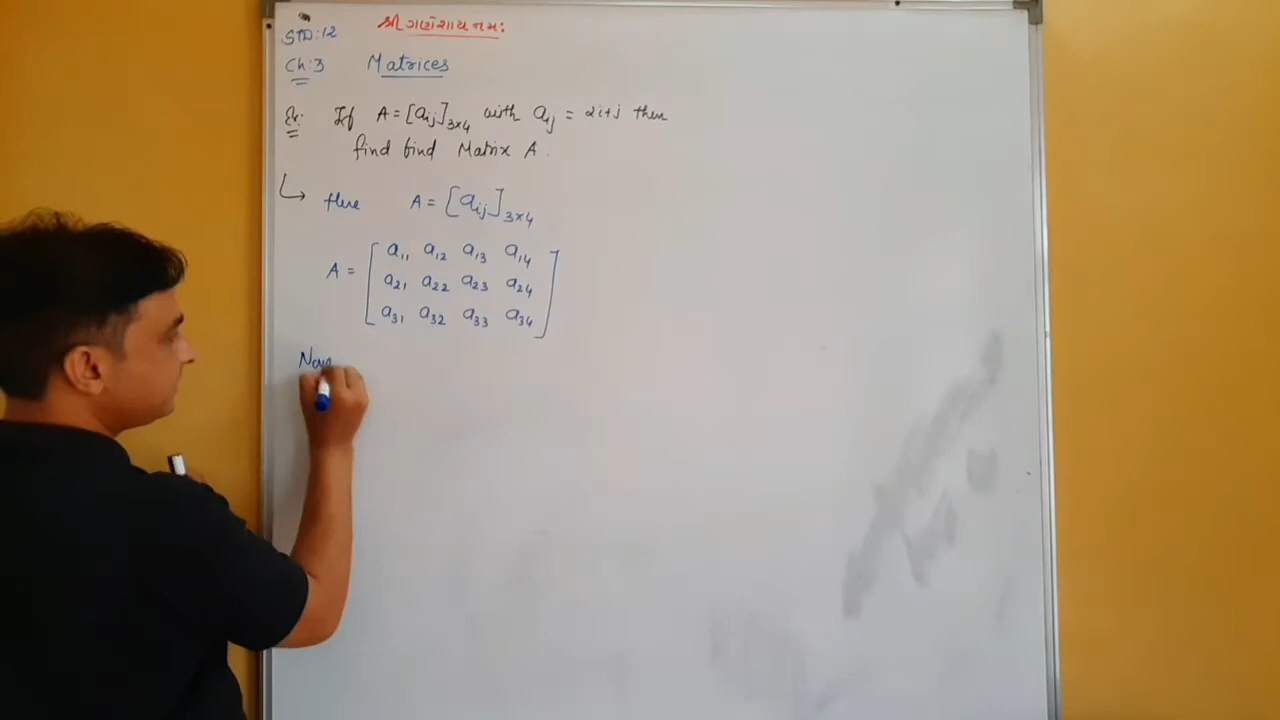 શ્રી ગણેશાય નમઃ
STD:12
Ch:3 Matrices
Ex: If A = [aij]3×4 with aij = 2i+j then
find find Matrix A.
Here A = [aij]3×4
A = [ a11 a12 a13 a14
a21 a22 a23 a24
a31 a32 a33 a34 ]
Now